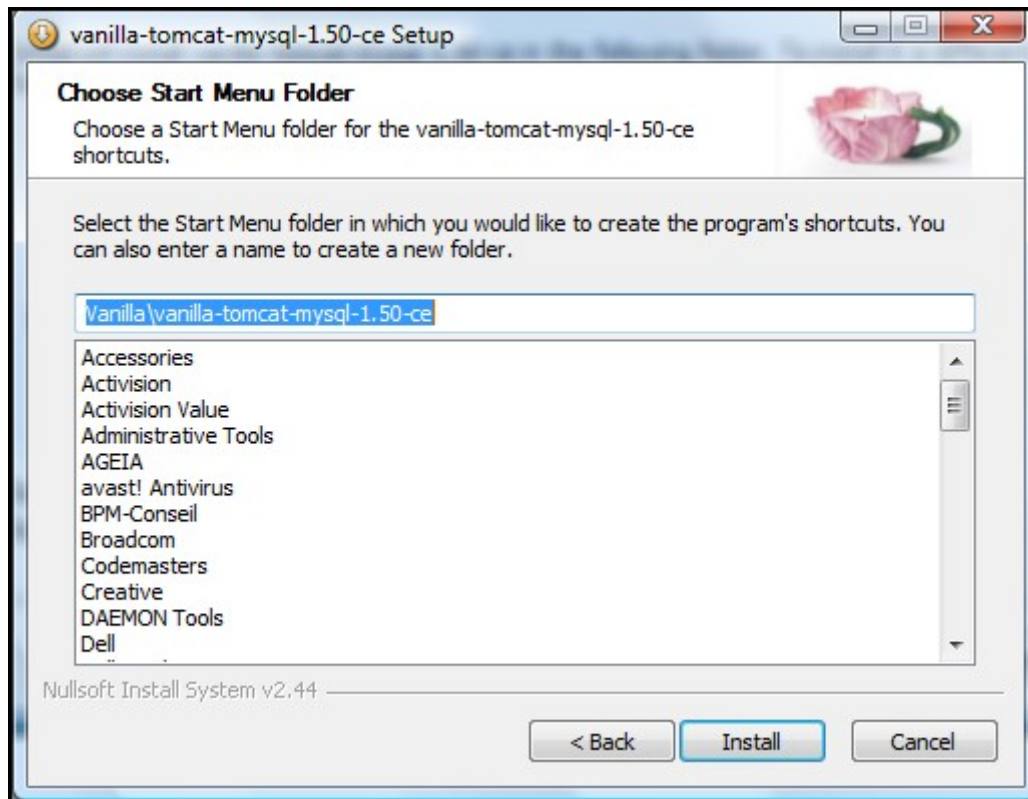 vanilla-tomcat-mysql-1.50-ce Setup
Choose Start Menu Folder
Choose a Start Menu folder for the vanilla-tomcat-mysql-1.50-ce
shortcuts.
Select the Start Menu folder in which you would like to create the program's shortcuts. You
can also enter a name to create a new folder.
Vanilla\vanilla-tomcat-mysql-1.50-ce
Accessories
Activision
Activision Value
Administrative Tools
AGEIA
avast! Antivirus
BPM-Conseil
Broadcom
Codemasters
Creative
DAEMON Tools
Dell
Nullsoft Install System v2.44
< Back Install Cancel